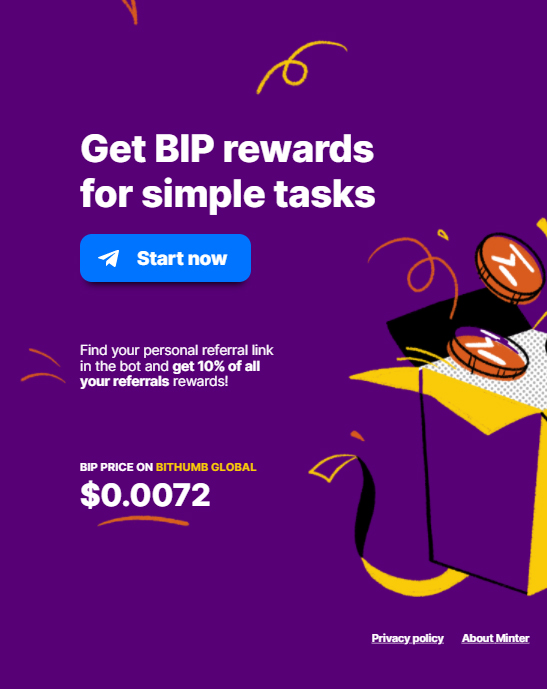 Get BIP rewards
for simple tasks
Start now
Find your personal referral link
in the bot and get 10% of all
your referrals rewards!
BIP PRICE ON BITHUMB GLOBAL
$0.0072
Privacy policy About Minter